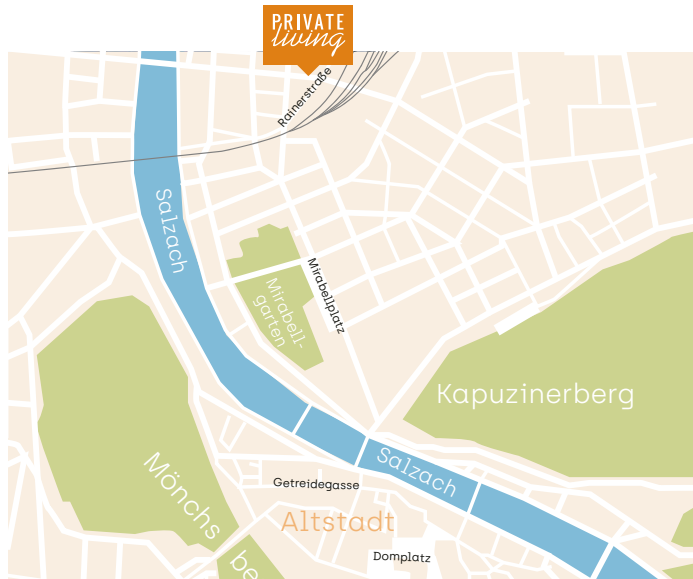 PRIVATE
living
Rainerstraße
Salzach
Mirabellplatz
Mirabell-
garten
Kapuzinerberg
Mönchs
be
Salzach
Getreidegasse
Altstadt
Domplatz